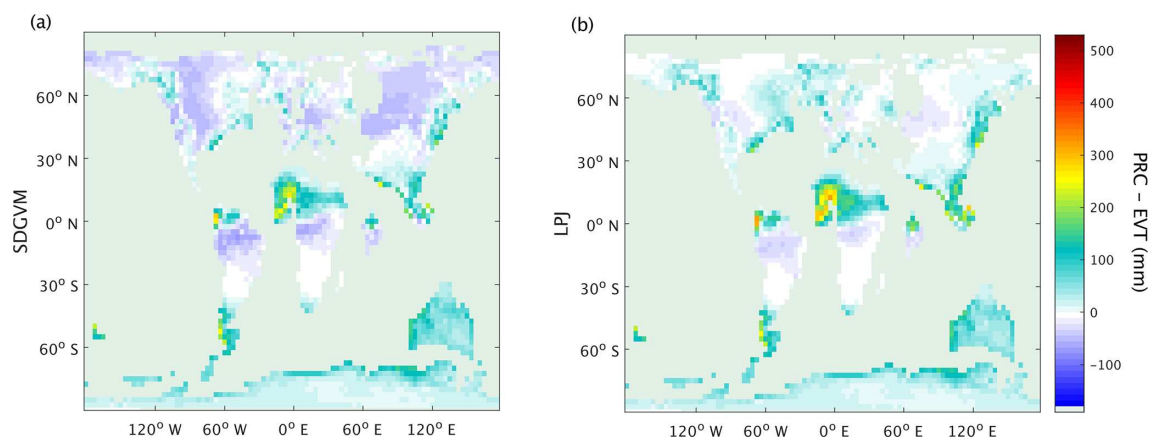 (a)
(b)
SDGVM
60° N
30° N
0° N
30° S
60° S
120° W
60° W
0° E
60° E
120° E
LPJ
60° N
30° N
0° N
30° S
60° S
120° W
60° W
0° E
60° E
120° E
500
400
300
200
100
0
−100
PRC − EVT (mm)